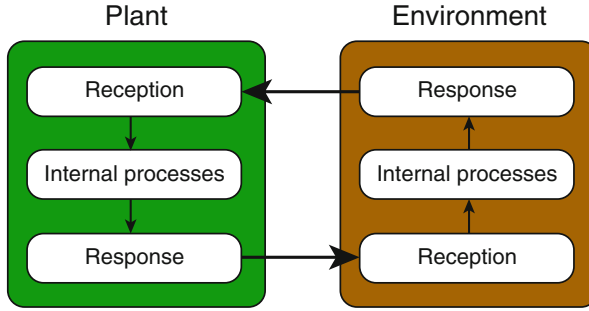 Plant
Reception
Internal processes
Response
Environment
Response
Internal processes
Reception